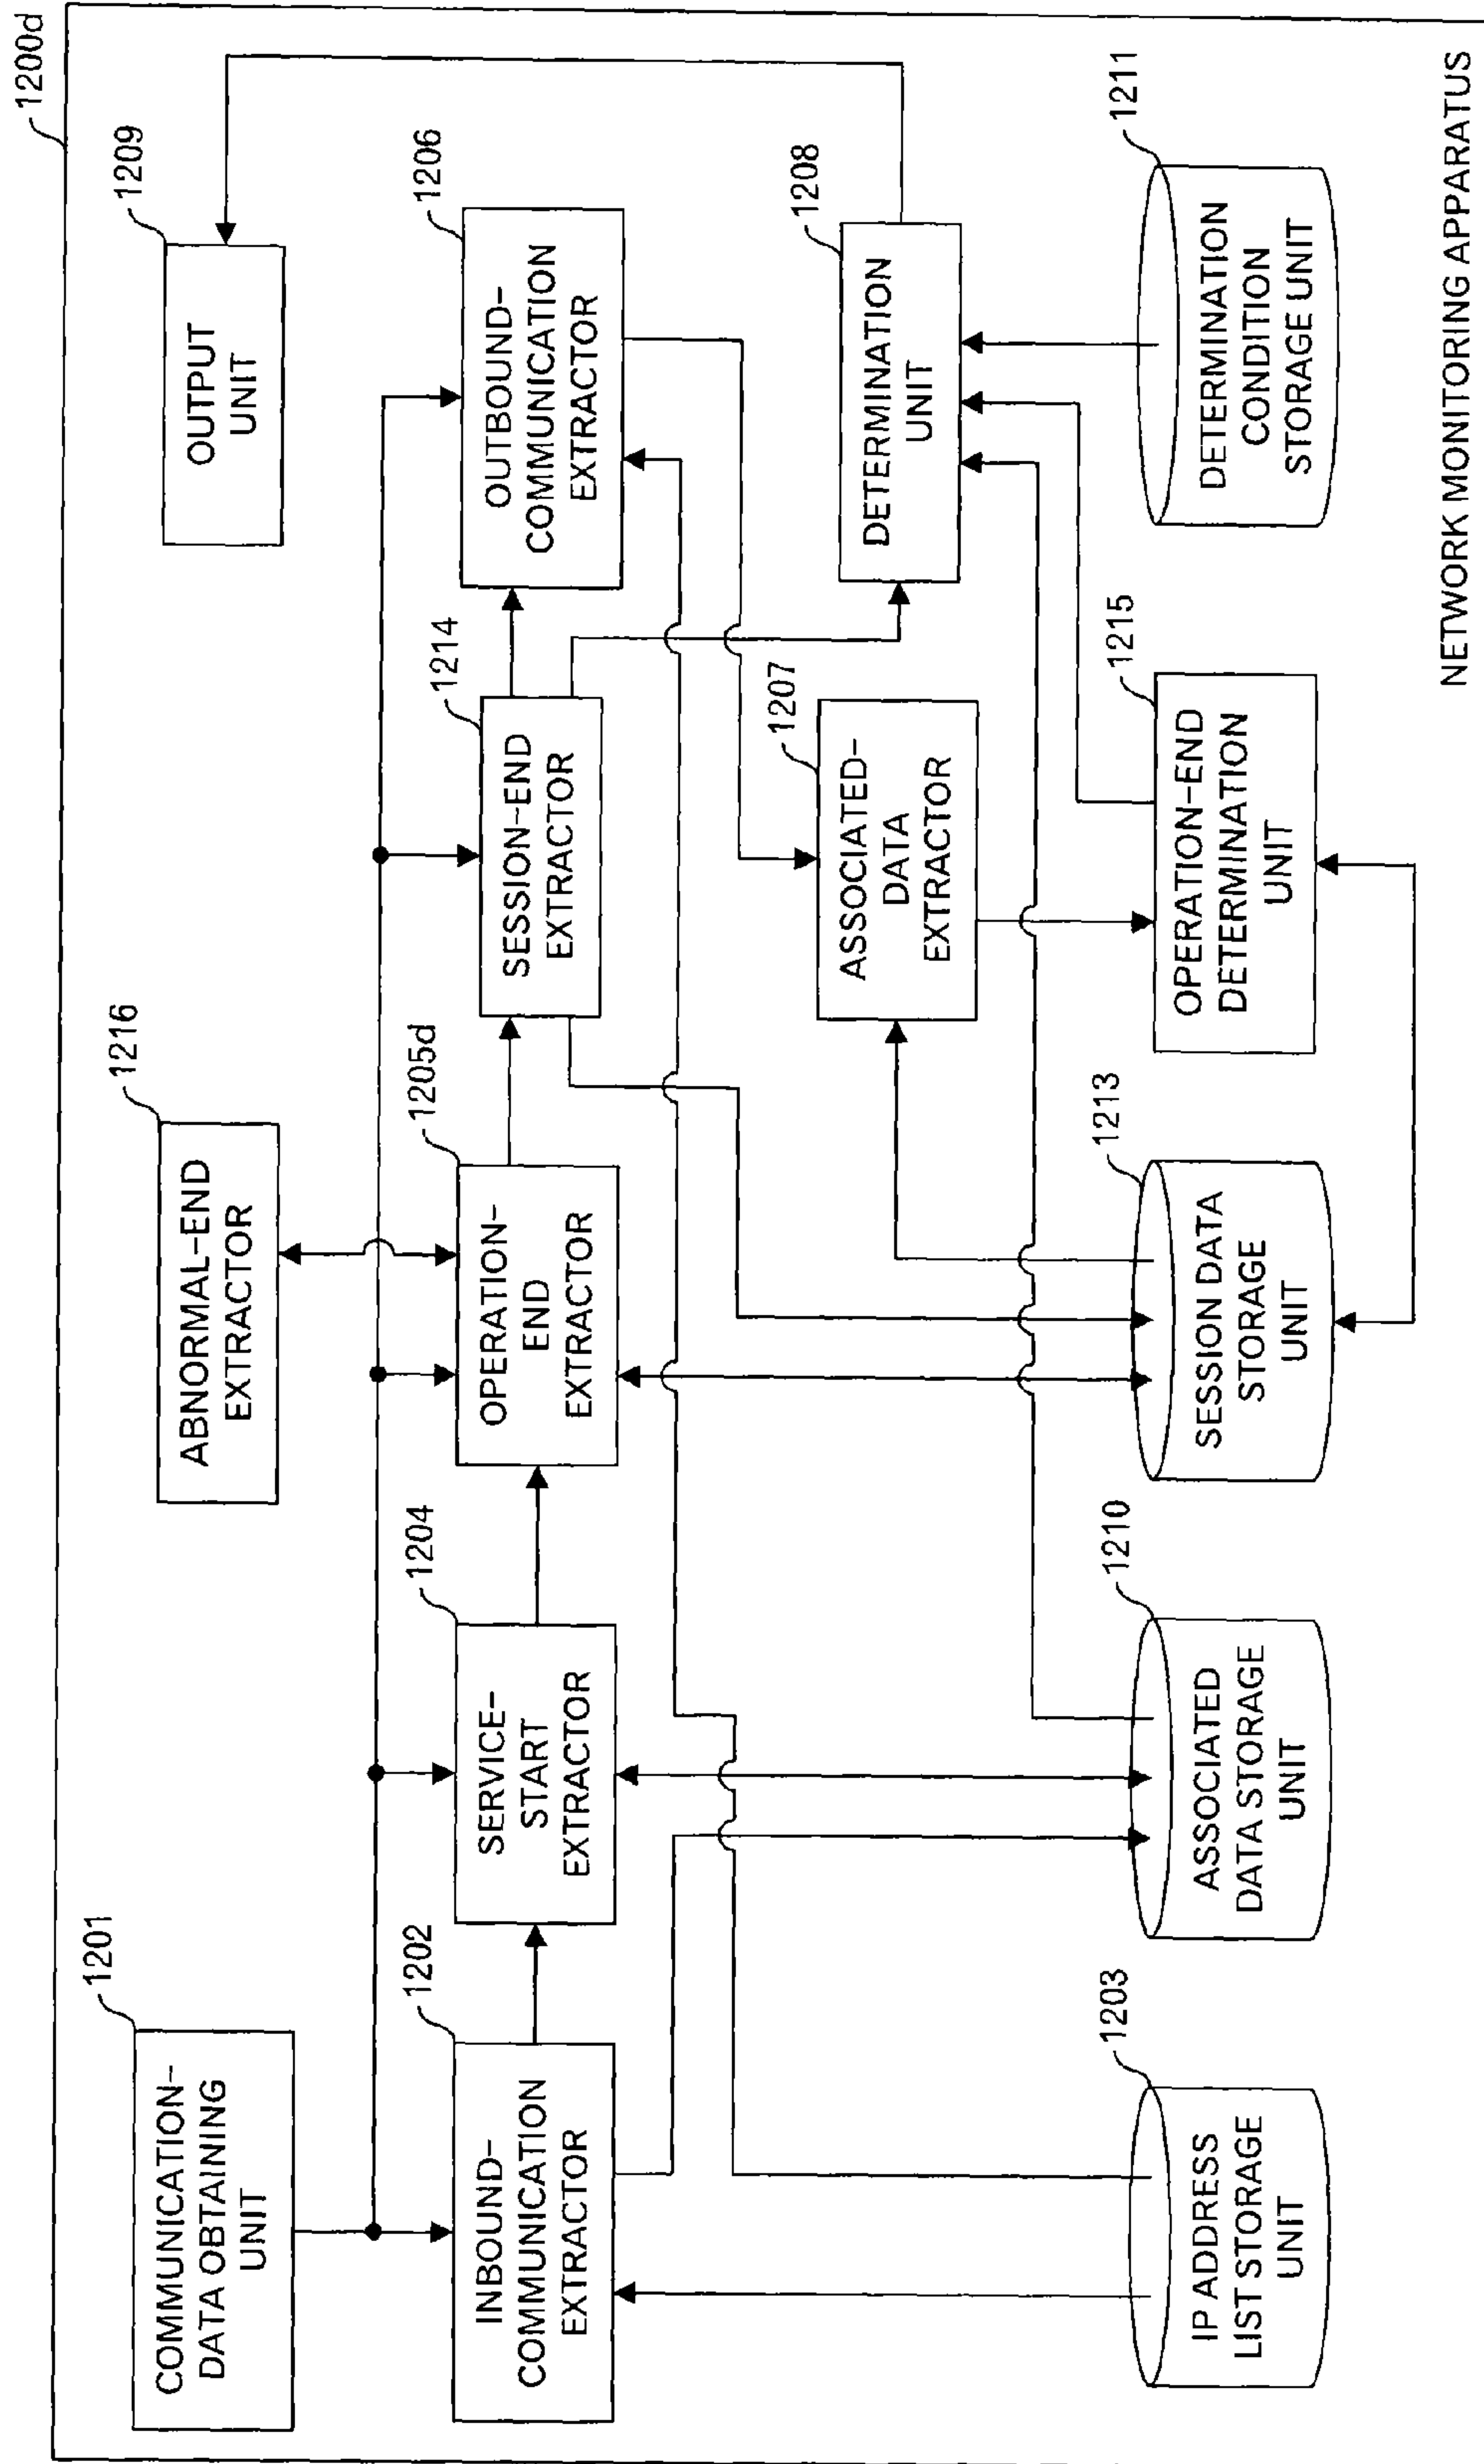 1200d
1201
COMMUNICATION-
DATA OBTAINING
UNIT
1216
ABNORMAL-END
EXTRACTOR
1209
OUTPUT
UNIT
1202
INBOUND-
COMMUNICATION
EXTRACTOR
1204
SERVICE-
START
EXTRACTOR
1205d
OPERATION-
END
EXTRACTOR
1214
SESSION-END
EXTRACTOR
1206
OUTBOUND-
COMMUNICATION
EXTRACTOR
1207
ASSOCIATED-
DATA
EXTRACTOR
1208
DETERMINATION
UNIT
1203
IP ADDRESS
LIST STORAGE
UNIT
1210
ASSOCIATED
DATA STORAGE
UNIT
1213
SESSION DATA
STORAGE
UNIT
1215
OPERATION-END
DETERMINATION
UNIT
1211
DETERMINATION
CONDITION
STORAGE UNIT
NETWORK MONITORING APPARATUS